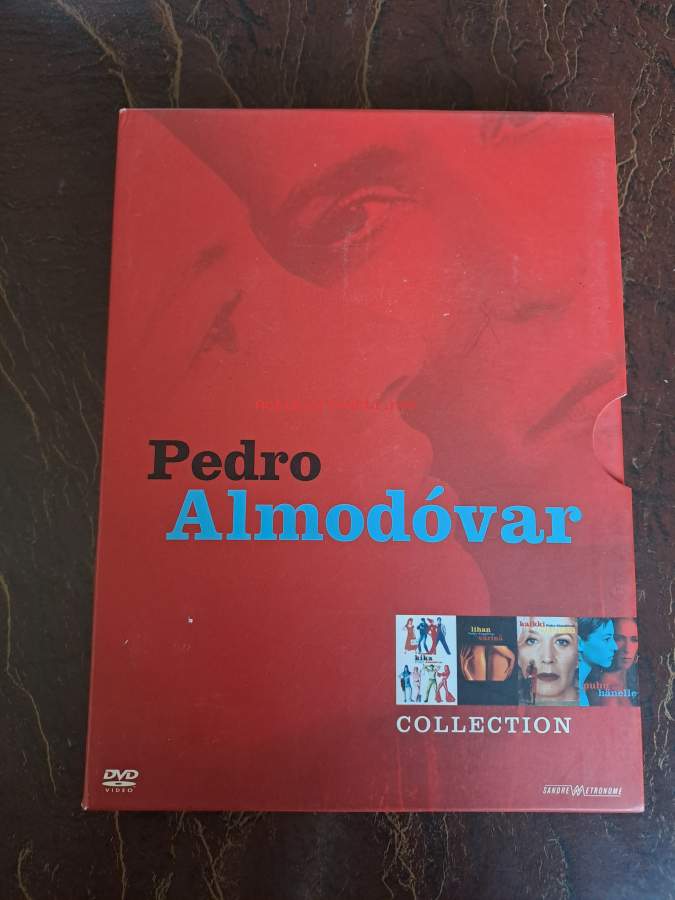 Pedro
Almodóvar
kika
lihan
värinä
kaikki
puhu
hänelle
COLLECTION
DVD
VIDEO
SANDREW METRONOME